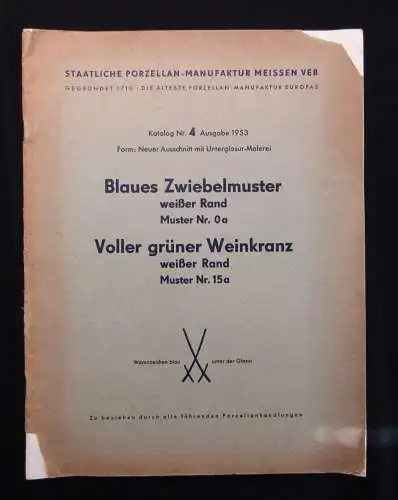 STAATLICHE PORZELLAN-MANUFAKTUR MEISSEN VEB
GEGRÜNDET 1710 · DIE ÄLTESTE PORZELLAN-MANUFAKTUR EUROPAS
Katalog Nr. 4 Ausgabe 1953
Form: Neuer Ausschnitt mit Unterglasur-Malerei
Blaues Zwiebelmuster
weißer Rand
Muster Nr. 0a
Voller grüner Weinkranz
weißer Rand
Muster Nr. 15a
Warenzeichen blau unter der Glasur
Zu beziehen durch alle führenden Porzellanhandlungen